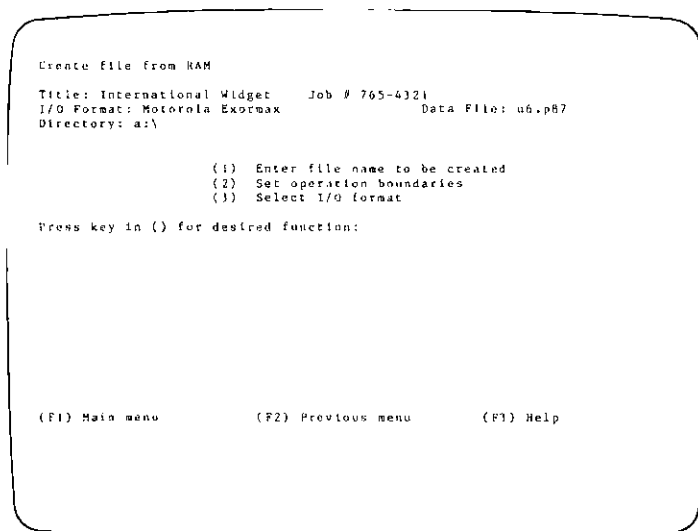 Create file from RAM
Title: International Widget Job # 765-4321
I/O Format: Motorola Exormax Data File: u6.p87
Directory: a:\
(1) Enter file name to be created
(2) Set operation boundaries
(3) Select I/O format
Press key in () for desired function:
(F1) Main menu (F2) Previous menu (F3) Help